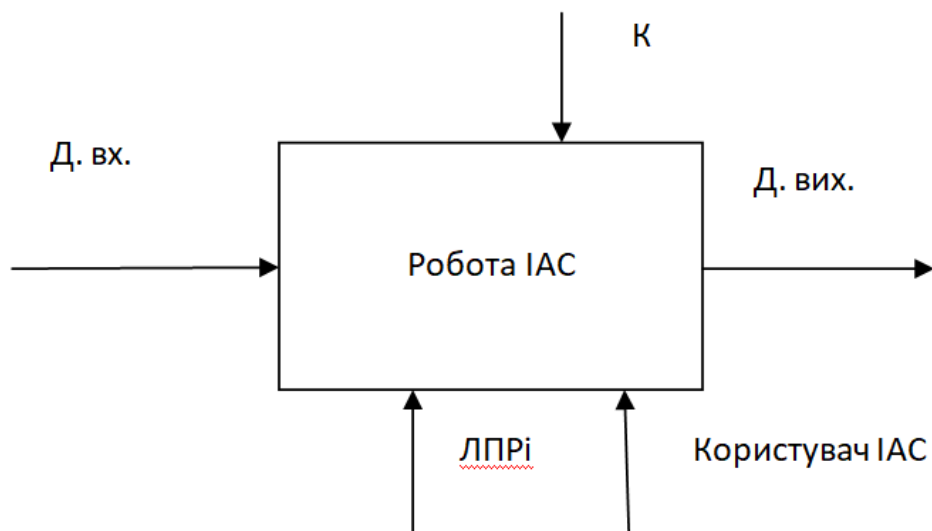 К
Д. вх.
Д. вих.
Робота ІАС
ЛПРі
Користувач ІАС